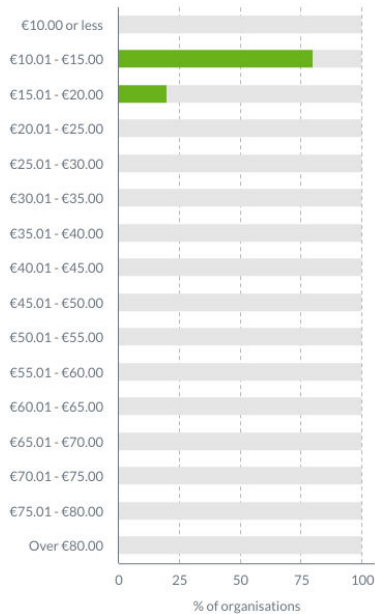 €10.00 or less
€10.01 - €15.00
€15.01 - €20.00
€20.01 - €25.00
€25.01 - €30.00
€30.01 - €35.00
€35.01 - €40.00
€40.01 - €45.00
€45.01 - €50.00
€50.01 - €55.00
€55.01 - €60.00
€60.01 - €65.00
€65.01 - €70.00
€70.01 - €75.00
€75.01 - €80.00
Over €80.00
0 25 50 75 100
% of organisations